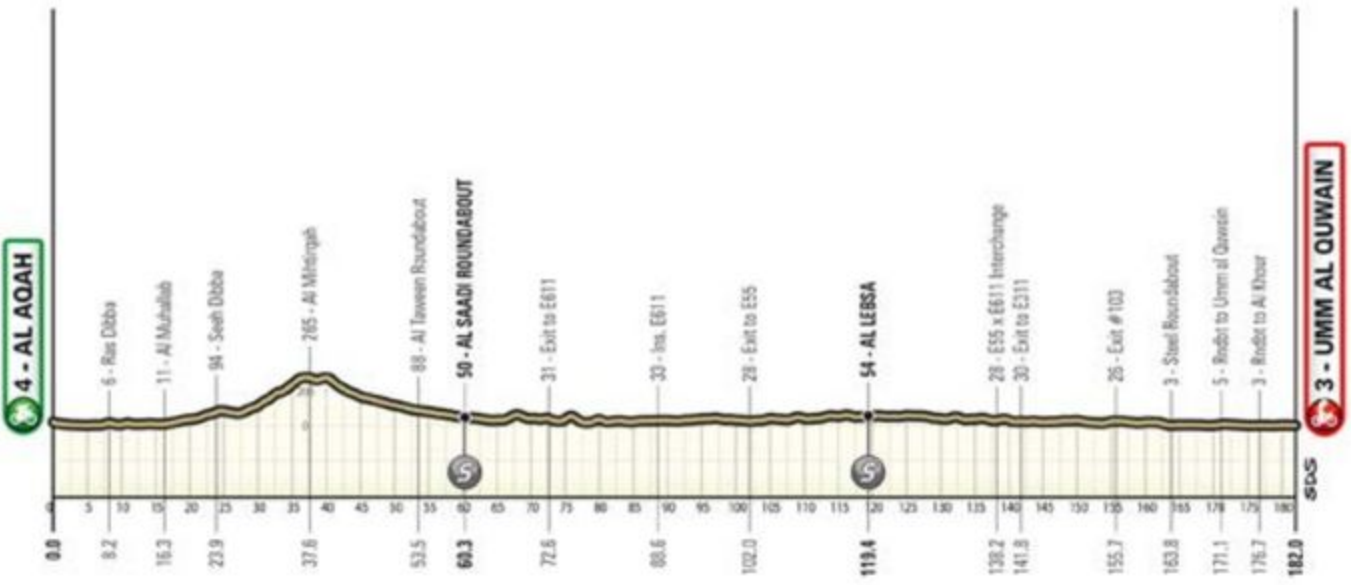 4 - AL AQAH
6 - Ras Dibba
11 - Al Muhallab
94 - Seeh Dibba
265 - Al Mhtirqah
88 - Al Taween Roundabout
50 - AL SAADI ROUNDABOUT
31 - Exit to E611
33 - Ins. E611
28 - Exit to E55
54 - AL LEBSA
28 - E55 x E611 Interchange
30 - Exit to E311
26 - Exit #103
3 - Steel Roundabout
5 - Rndbt to Umm al Quwain
3 - Rndbt to Al Khour
3 - UMM AL QUWAIN
S S
SDS
0 5 10 15 20 25 30 35 40 45 50 55 60 65 70 75 80 85 90 95 100 105 110 115 120 125 130 135 140 145 150 155 160 165 170 175 180
0.0 8.2 16.3 23.9 37.6 53.5 60.3 72.6 88.6 102.0 119.4 138.2 141.8 155.7 163.8 171.1 176.7 182.0